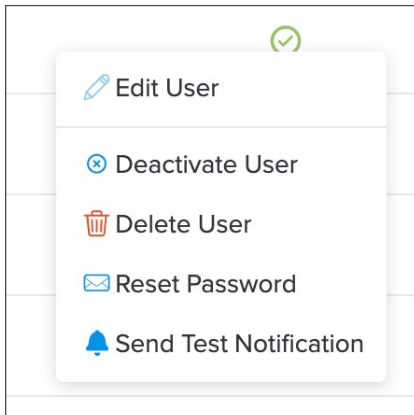 Edit User
Deactivate User
Delete User
Reset Password
Send Test Notification